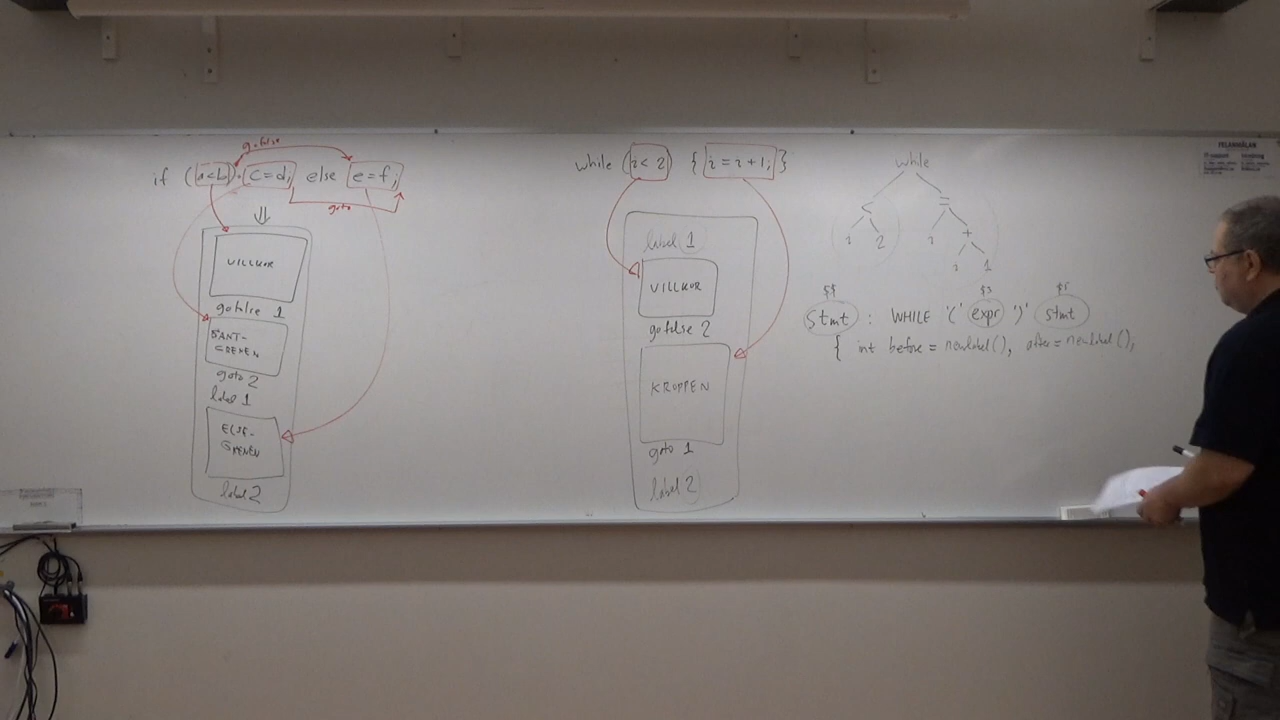 gofalse
if (a<b) c=d; else e=f;
goto
⇓
VILLKOR
gofalse 1
SANT-
GRENEN
goto 2
label 1
ELSE-
GRENEN
label 2
while (i < 2) { i = i + 1; }
label 1
VILLKOR
gofalse 2
KROPPEN
goto 1
label 2
while
< =
i 2 i +
i 1
$$ $3 $5
stmt : WHILE '(' expr ')' stmt
{ int before = newlabel(), after = newlabel();
FELANMÄLAN